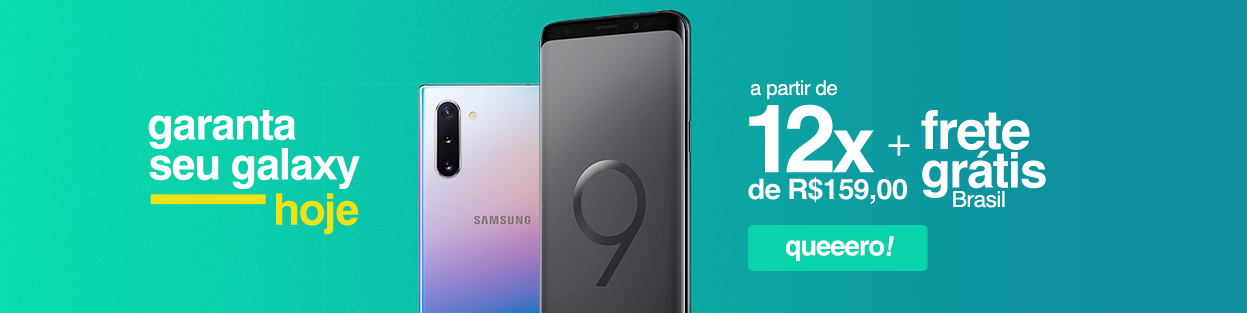 garanta
seu galaxy
hoje
SAMSUNG
9
a partir de
12x
de R$159,00
+
frete
grátis
Brasil
queeero!